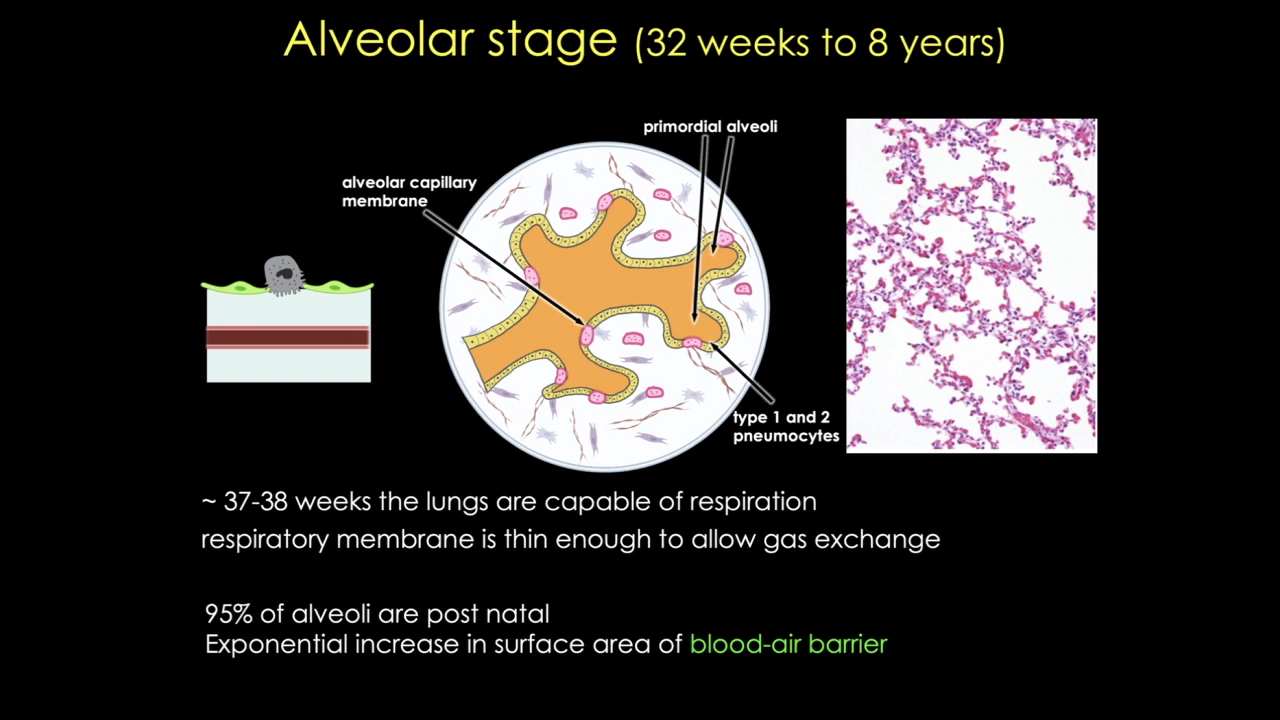 Alveolar stage (32 weeks to 8 years)
primordial alveoli
alveolar capillary
membrane
type 1 and 2
pneumocytes
~ 37-38 weeks the lungs are capable of respiration
respiratory membrane is thin enough to allow gas exchange
95% of alveoli are post natal
Exponential increase in surface area of blood-air barrier